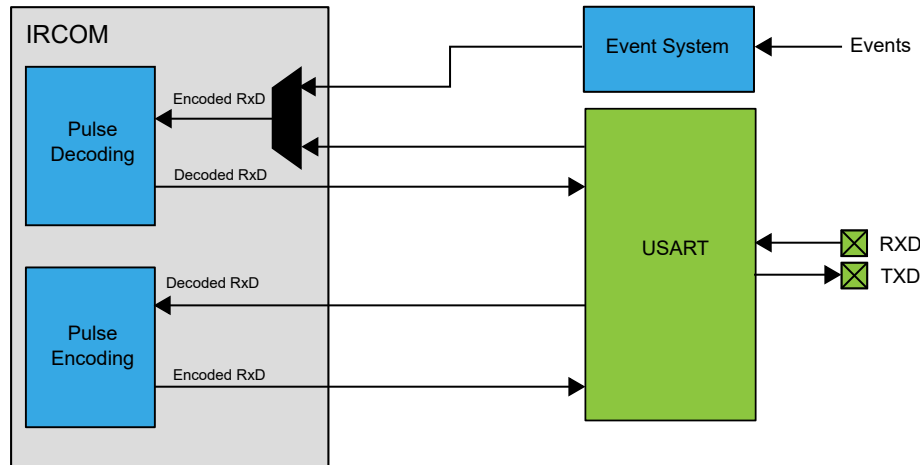 IRCOM
Event System
Events
Encoded RxD
Pulse
Decoding
Decoded RxD
USART
RXD
TXD
Decoded RxD
Pulse
Encoding
Encoded RxD